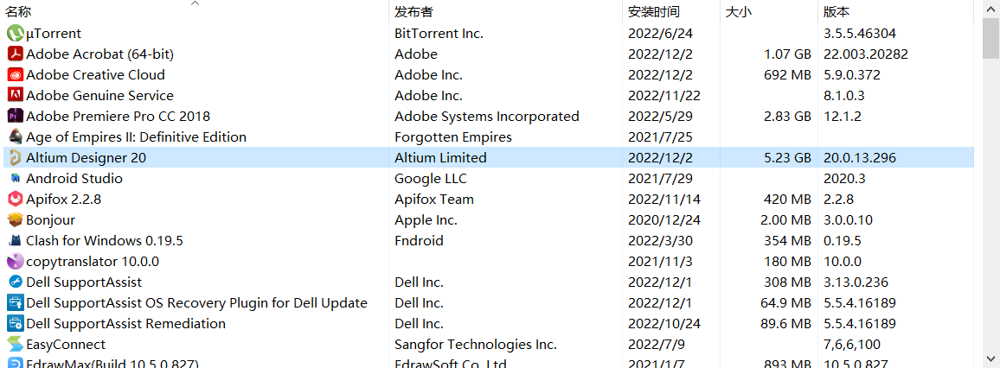 名称 发布者 安装时间 大小 版本
µTorrent BitTorrent Inc. 2022/6/24 3.5.5.46304
Adobe Acrobat (64-bit) Adobe 2022/12/2 1.07 GB 22.003.20282
Adobe Creative Cloud Adobe Inc. 2022/12/2 692 MB 5.9.0.372
Adobe Genuine Service Adobe Inc. 2022/11/22 8.1.0.3
Adobe Premiere Pro CC 2018 Adobe Systems Incorporated 2022/5/29 2.83 GB 12.1.2
Age of Empires II: Definitive Edition Forgotten Empires 2021/7/25
Altium Designer 20 Altium Limited 2022/12/2 5.23 GB 20.0.13.296
Android Studio Google LLC 2021/7/29 2020.3
Apifox 2.2.8 Apifox Team 2022/11/14 420 MB 2.2.8
Bonjour Apple Inc. 2020/12/24 2.00 MB 3.0.0.10
Clash for Windows 0.19.5 Fndroid 2022/3/30 354 MB 0.19.5
copytranslator 10.0.0 2021/11/3 180 MB 10.0.0
Dell SupportAssist Dell Inc. 2022/12/1 308 MB 3.13.0.236
Dell SupportAssist OS Recovery Plugin for Dell Update Dell Inc. 2022/12/1 64.9 MB 5.5.4.16189
Dell SupportAssist Remediation Dell Inc. 2022/10/24 89.6 MB 5.5.4.16189
EasyConnect Sangfor Technologies Inc. 2022/7/9 7,6,6,100
EdrawMax(Build 10.5.0.827) EdrawSoft Co. Ltd 2021/1/7 893 MB 10.5.0.827